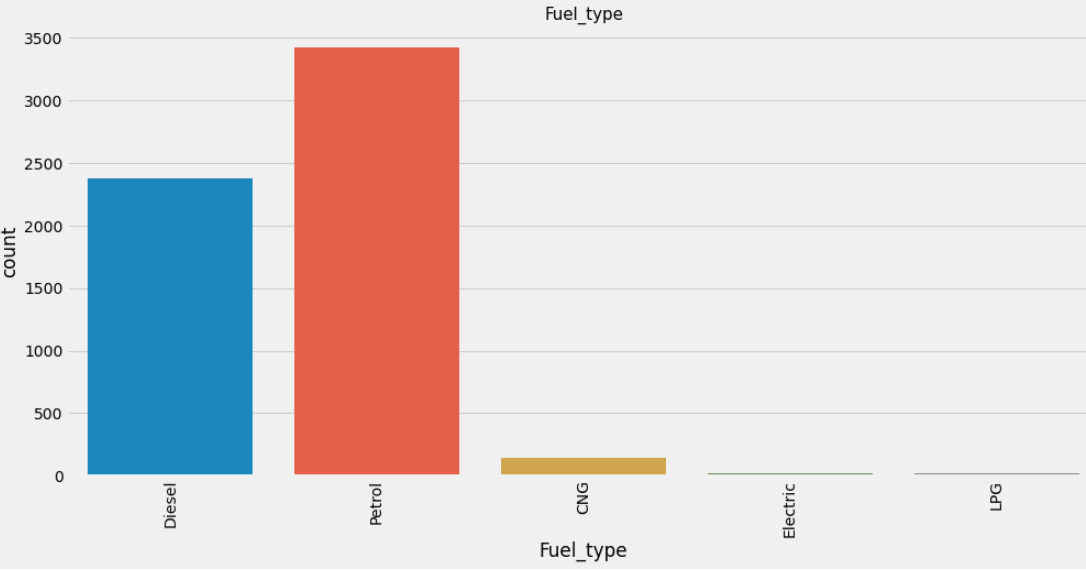 Fuel_type
3500
3000
2500
2000
1500
1000
500
0
count
Diesel
Petrol
CNG
Electric
LPG
Fuel_type